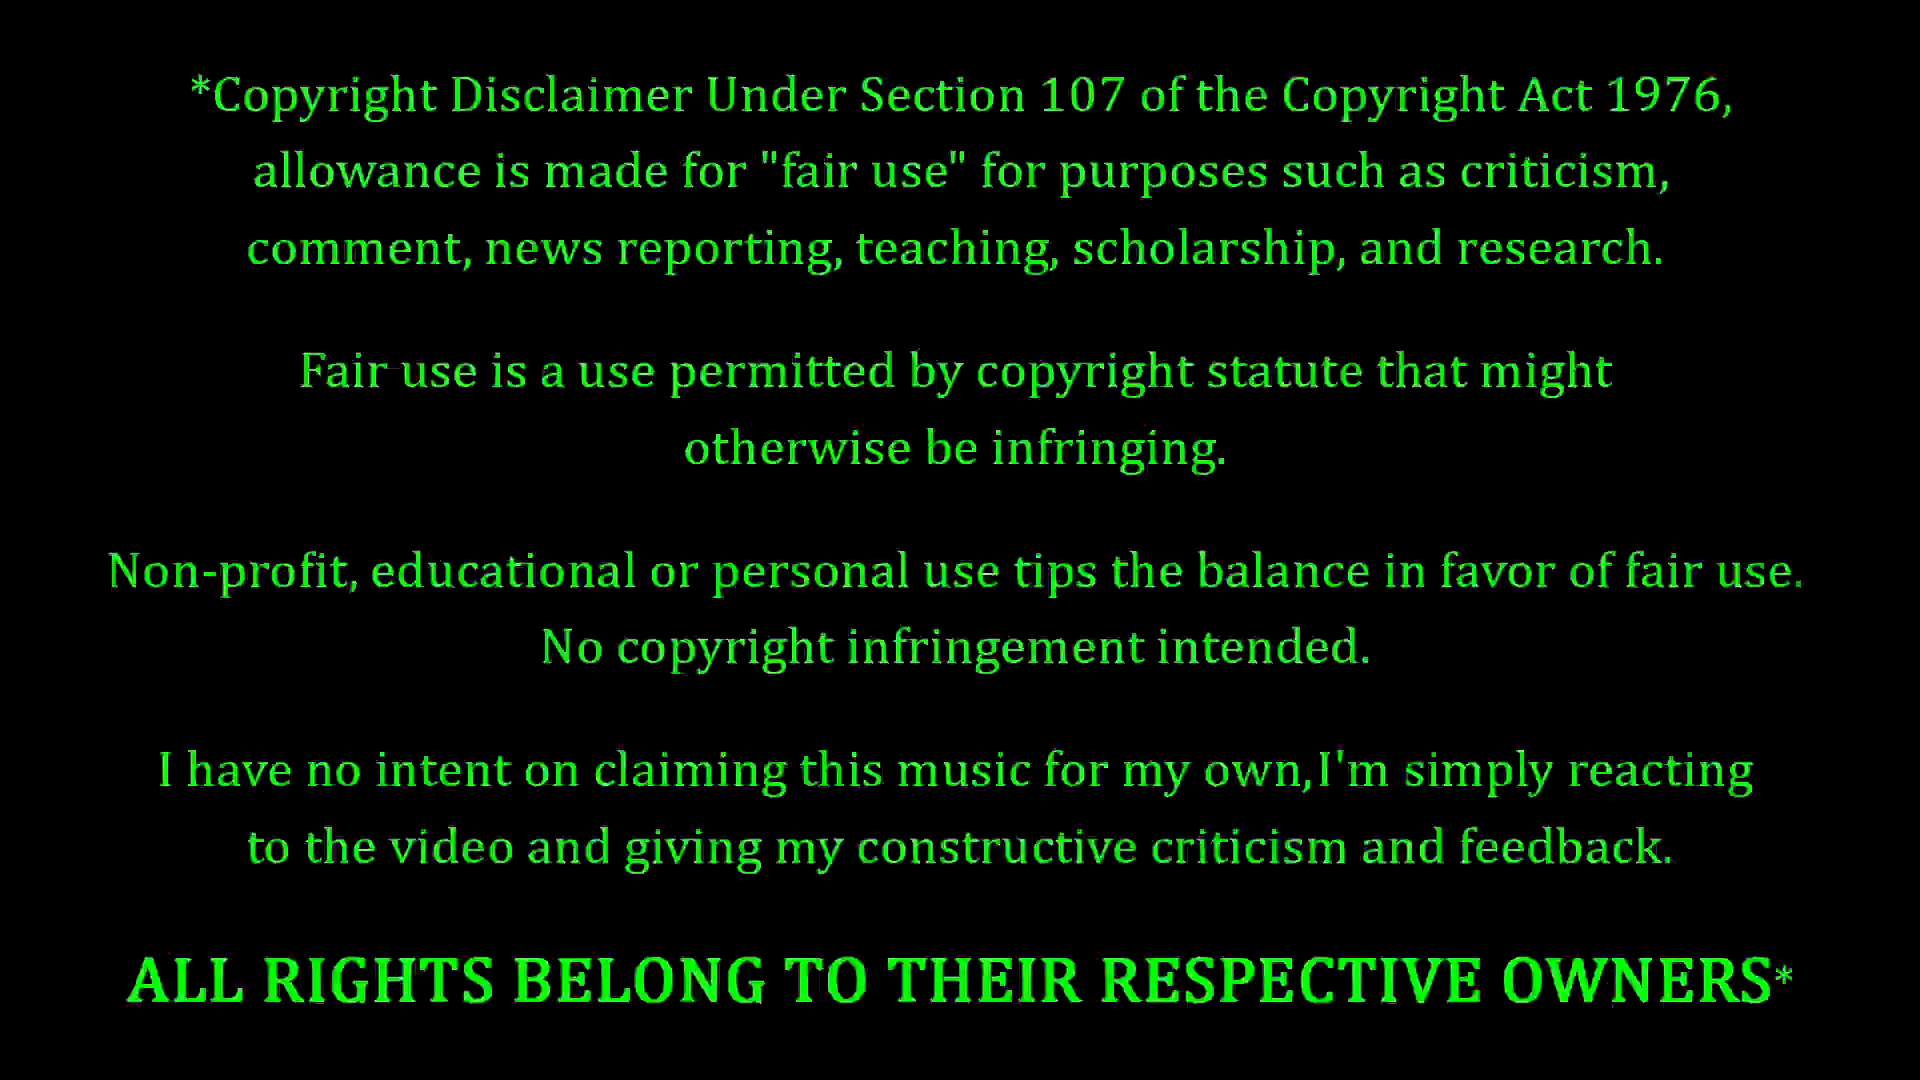 *Copyright Disclaimer Under Section 107 of the Copyright Act 1976,
allowance is made for "fair use" for purposes such as criticism,
comment, news reporting, teaching, scholarship, and research.
Fair use is a use permitted by copyright statute that might
otherwise be infringing.
Non-profit, educational or personal use tips the balance in favor of fair use.
No copyright infringement intended.
I have no intent on claiming this music for my own,I'm simply reacting
to the video and giving my constructive criticism and feedback.
ALL RIGHTS BELONG TO THEIR RESPECTIVE OWNERS*